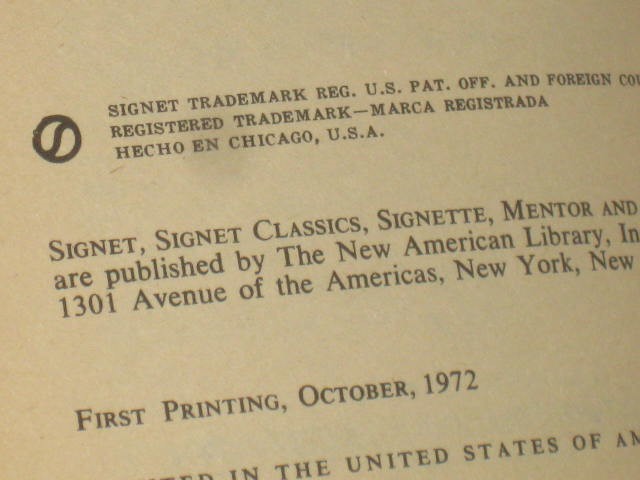 SIGNET TRADEMARK REG. U.S. PAT. OFF. AND FOREIGN
REGISTERED TRADEMARK—MARCA REGISTRADA
HECHO EN CHICAGO, U.S.A.
SIGNET, SIGNET CLASSICS, SIGNETTE, MENTOR AND
are published by The New American Library, In
1301 Avenue of the Americas, New York, New
FIRST PRINTING, OCTOBER, 1972
IN THE UNITED STATES OF